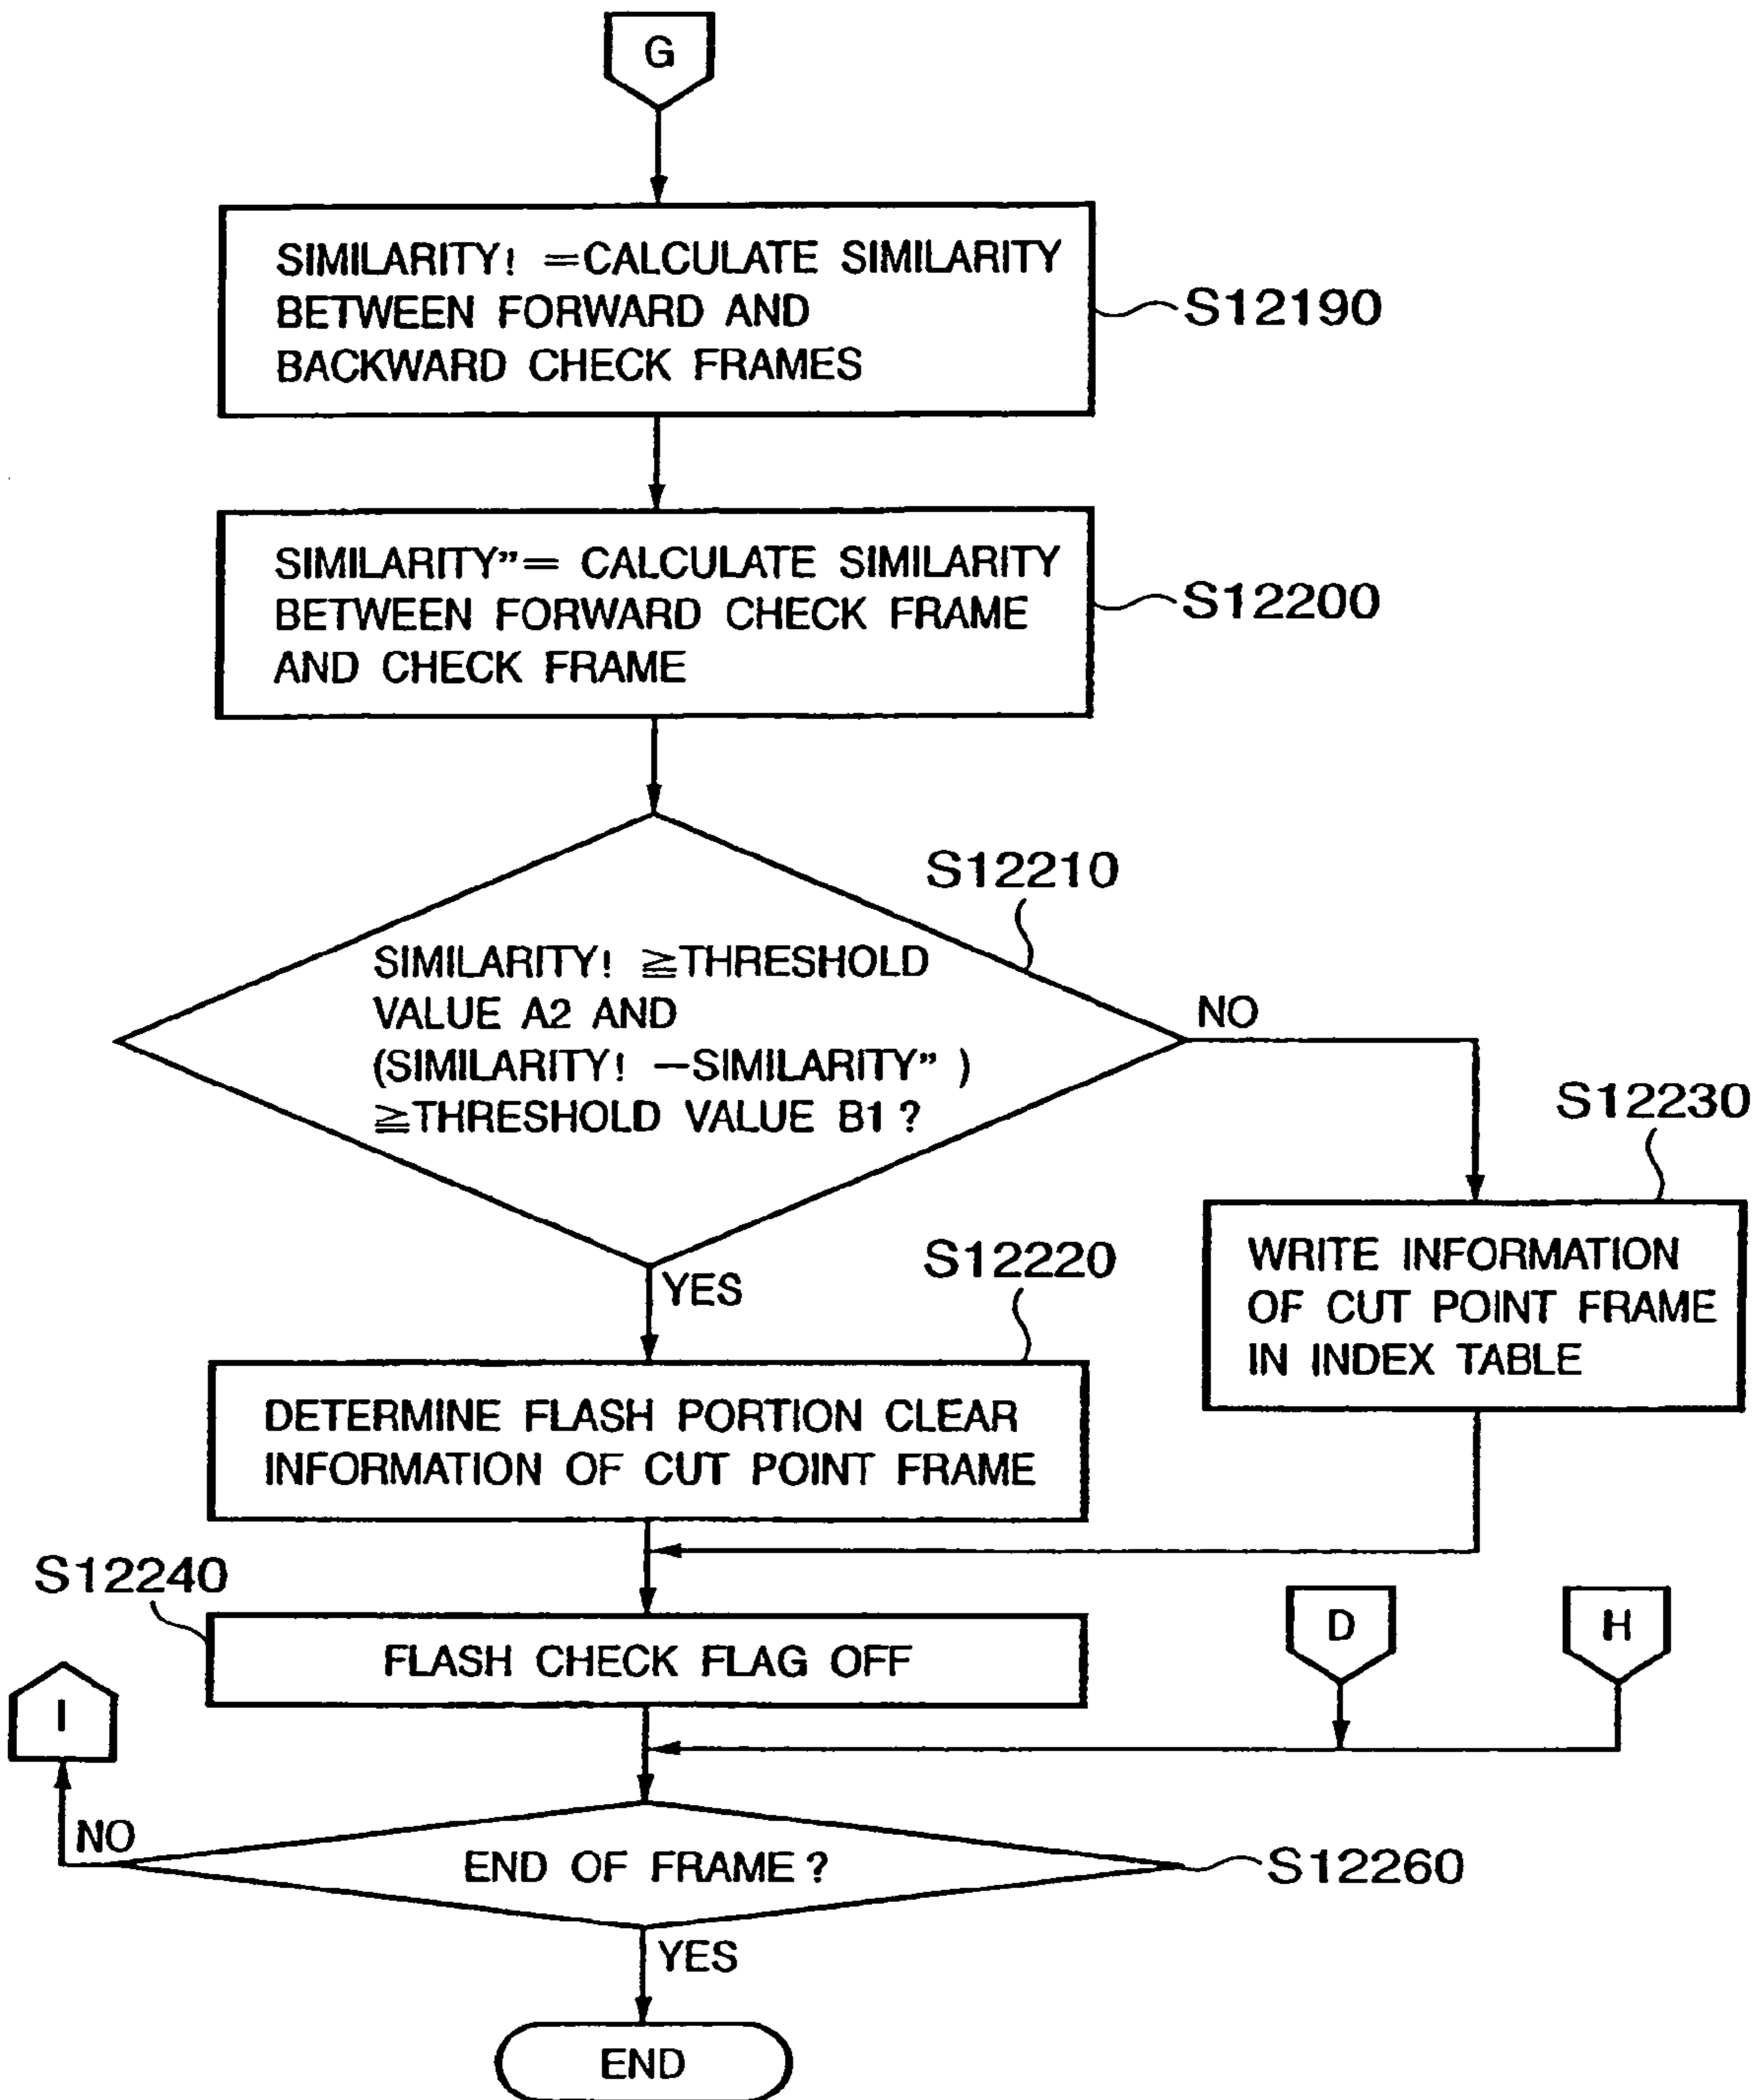 G
SIMILARITY! =CALCULATE SIMILARITY
BETWEEN FORWARD AND
BACKWARD CHECK FRAMES
S12190
SIMILARITY”= CALCULATE SIMILARITY
BETWEEN FORWARD CHECK FRAME
AND CHECK FRAME
S12200
S12210
SIMILARITY! ≧THRESHOLD
VALUE A2 AND
(SIMILARITY! −SIMILARITY” )
≧THRESHOLD VALUE B1 ?
NO
S12230
WRITE INFORMATION
OF CUT POINT FRAME
IN INDEX TABLE
YES
S12220
DETERMINE FLASH PORTION CLEAR
INFORMATION OF CUT POINT FRAME
S12240
FLASH CHECK FLAG OFF
D
H
I
NO
END OF FRAME ?
S12260
YES
END